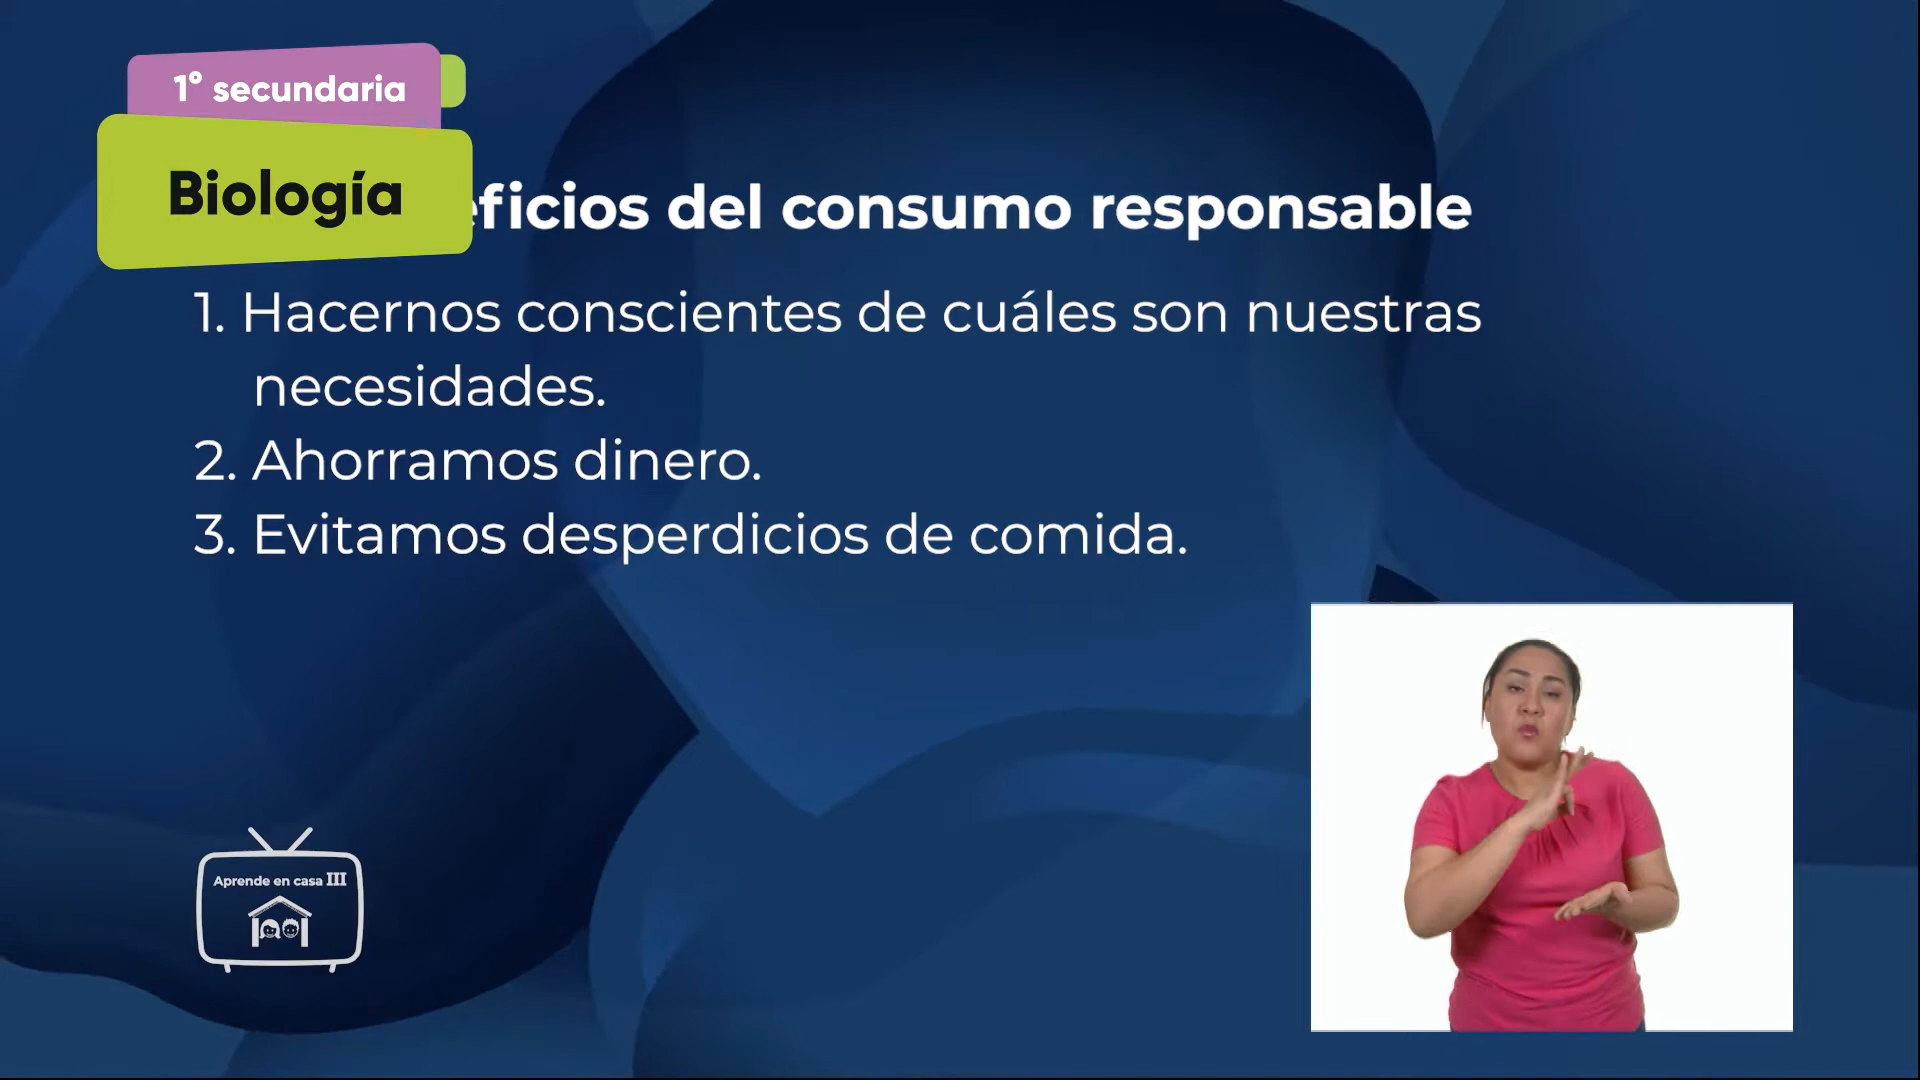 1° secundaria
Biología
eficios del consumo responsable
1. Hacernos conscientes de cuáles son nuestras
necesidades.
2. Ahorramos dinero.
3. Evitamos desperdicios de comida.
Aprende en casa III